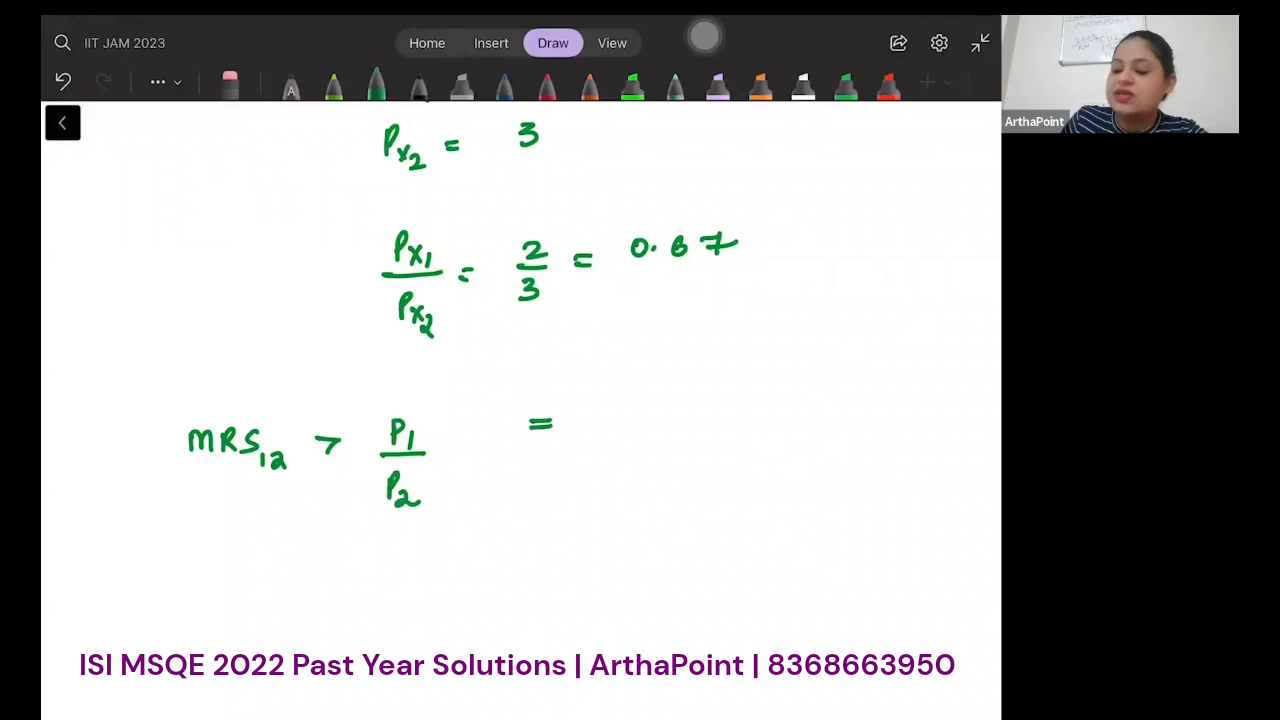 IIT JAM 2023
Home Insert Draw View
A
ArthaPoint
Px2 = 3
Px1/Px2 = 2/3 = 0.67
MRS12 > P1/P2 =
ISI MSQE 2022 Past Year Solutions | ArthaPoint | 8368663950